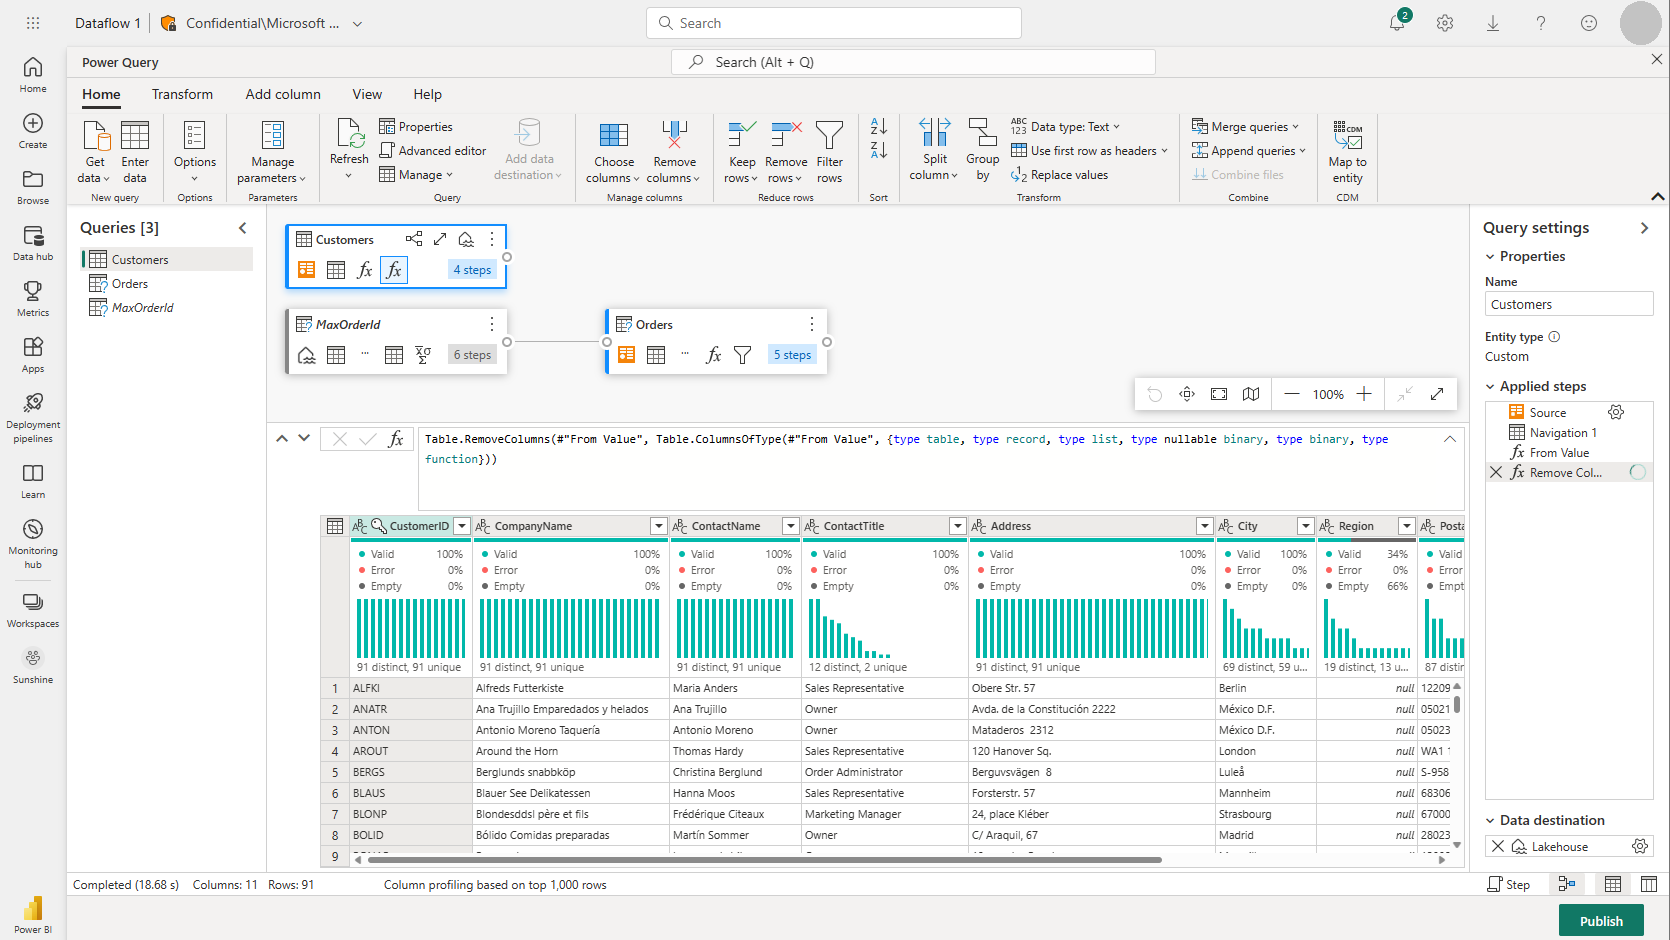 Dataflow 1 Confidential\Microsoft ...
Search
2
Power Query
Search (Alt + Q)
Home Transform Add column View Help
Get data
Enter data
New query
Options
Options
Manage parameters
Parameters
Refresh
Properties
Advanced editor
Manage
Add data destination
Query
Choose columns
Remove columns
Manage columns
Keep rows
Remove rows
Filter rows
Reduce rows
A
Z
Z
A
Sort
Split column
Group by
ABC
123
Data type: Text
Use first row as headers
1
2
Replace values
Transform
Merge queries
Append queries
Combine files
Combine
CDM
Map to entity
CDM
Home
Create
Browse
Data hub
Metrics
Apps
Deployment
pipelines
Learn
Monitoring
hub
Workspaces
Sunshine
Power BI
Queries [3]
Customers
Orders
MaxOrderId
Customers
fx fx 4 steps
MaxOrderId
... 6 steps
Orders
... fx 5 steps
100%
fx
Table.RemoveColumns(#"From Value", Table.ColumnsOfType(#"From Value", {type table, type record, type list, type nullable binary, type binary, type
function}))
CustomerID CompanyName ContactName ContactTitle Address City Region Posta
Valid 100% Valid 100% Valid 100% Valid 100% Valid 100% Valid 100% Valid 34% Valid
Error 0% Error 0% Error 0% Error 0% Error 0% Error 0% Error 0% Error
Empty 0% Empty 0% Empty 0% Empty 0% Empty 0% Empty 0% Empty 66% Empt
91 distinct, 91 unique 91 distinct, 91 unique 91 distinct, 91 unique 12 distinct, 2 unique 91 distinct, 91 unique 69 distinct, 59 u... 19 distinct, 13 u... 87 distin
1 ALFKI Alfreds Futterkiste Maria Anders Sales Representative Obere Str. 57 Berlin null 12209
2 ANATR Ana Trujillo Emparedados y helados Ana Trujillo Owner Avda. de la Constitución 2222 México D.F. null 05021
3 ANTON Antonio Moreno Taquería Antonio Moreno Owner Mataderos 2312 México D.F. null 05023
4 AROUT Around the Horn Thomas Hardy Sales Representative 120 Hanover Sq. London null WA1 1
5 BERGS Berglunds snabbköp Christina Berglund Order Administrator Berguvsvägen 8 Luleå null S-958
6 BLAUS Blauer See Delikatessen Hanna Moos Sales Representative Forsterstr. 57 Mannheim null 68306
7 BLONP Blondesddsl père et fils Frédérique Citeaux Marketing Manager 24, place Kléber Strasbourg null 67000
8 BOLID Bólido Comidas preparadas Martín Sommer Owner C/ Araquil, 67 Madrid null 28023
9
Query settings
Properties
Name
Customers
Entity type
Custom
Applied steps
Source
Navigation 1
fx From Value
fx Remove Col...
Data destination
Lakehouse
Completed (18.68 s) Columns: 11 Rows: 91 Column profiling based on top 1,000 rows
Step
Publish